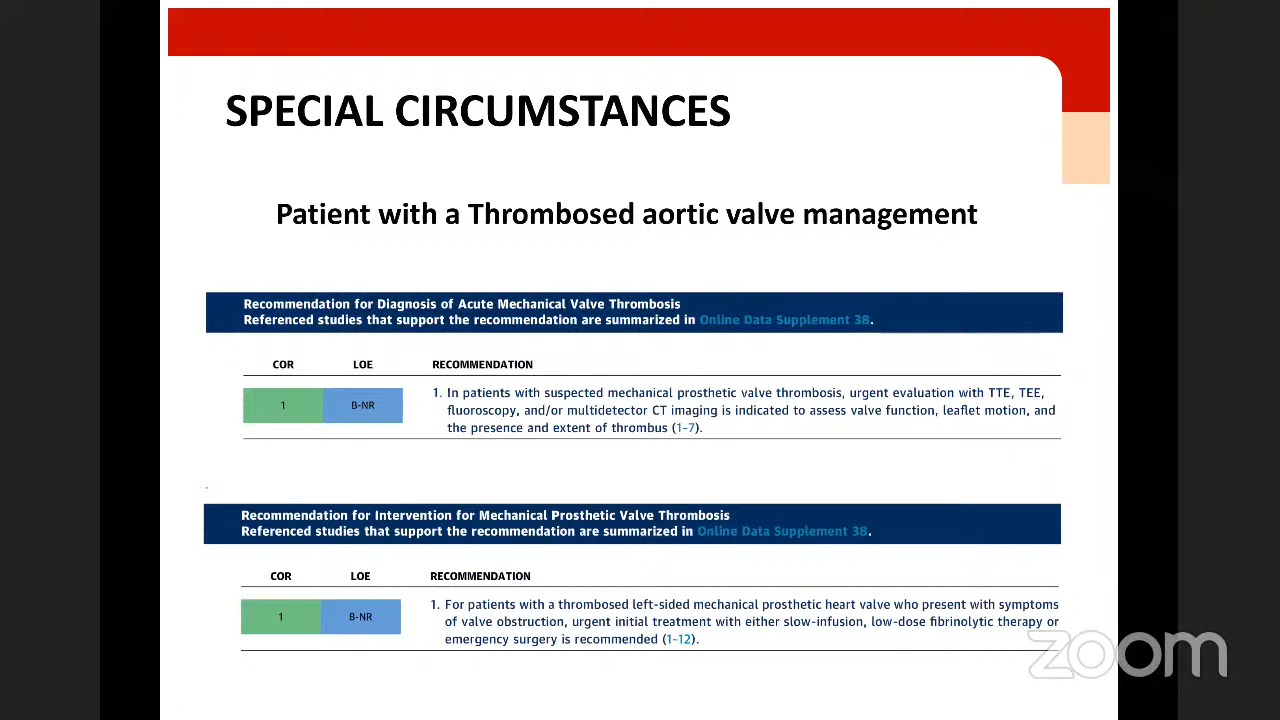 SPECIAL CIRCUMSTANCES
Patient with a Thrombosed aortic valve management
Recommendation for Diagnosis of Acute Mechanical Valve Thrombosis
Referenced studies that support the recommendation are summarized in Online Data Supplement 38.
COR LOE RECOMMENDATION
1 B-NR 1. In patients with suspected mechanical prosthetic valve thrombosis, urgent evaluation with TTE, TEE,
fluoroscopy, and/or multidetector CT imaging is indicated to assess valve function, leaflet motion, and
the presence and extent of thrombus (1-7).
Recommendation for Intervention for Mechanical Prosthetic Valve Thrombosis
Referenced studies that support the recommendation are summarized in Online Data Supplement 38.
COR LOE RECOMMENDATION
1 B-NR 1. For patients with a thrombosed left-sided mechanical prosthetic heart valve who present with symptoms
of valve obstruction, urgent initial treatment with either slow-infusion, low-dose fibrinolytic therapy or
emergency surgery is recommended (1-12).
zoom